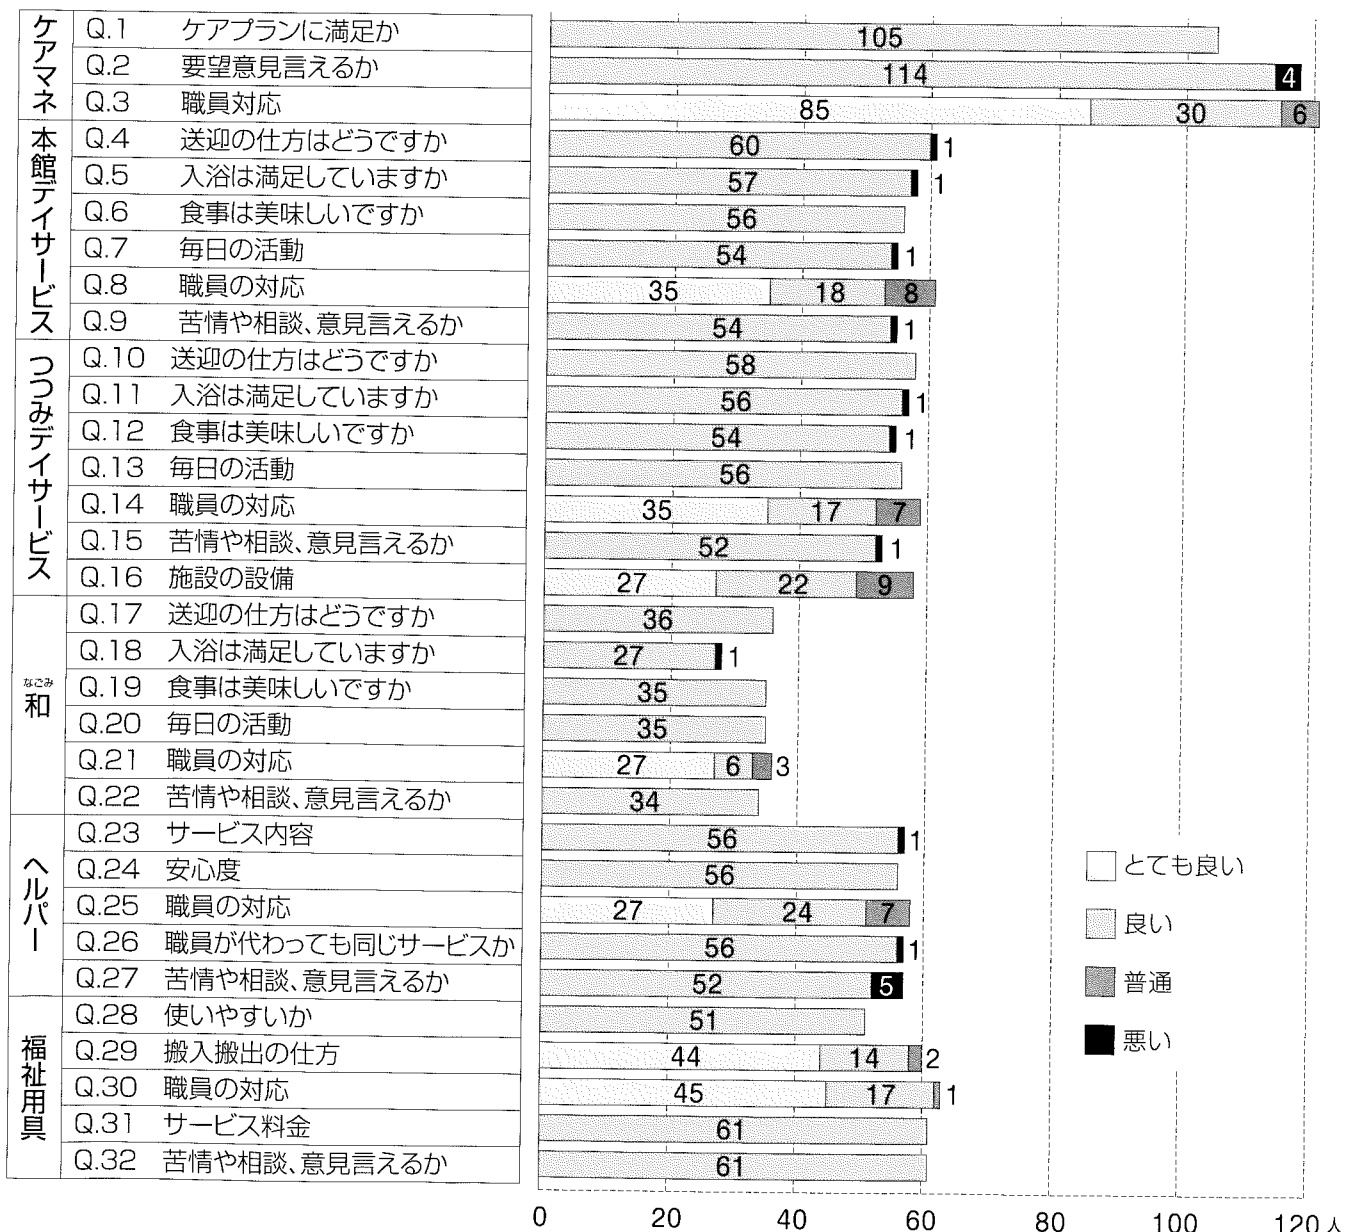 ケアマネ
Q.1 ケアプランに満足か 105
Q.2 要望意見言えるか 114 4
Q.3 職員対応 85 30 6
本館デイサービス
Q.4 送迎の仕方はどうですか 60 1
Q.5 入浴は満足していますか 57 1
Q.6 食事は美味しいですか 56
Q.7 毎日の活動 54 1
Q.8 職員の対応 35 18 8
Q.9 苦情や相談、意見言えるか 54 1
つつみデイサービス
Q.10 送迎の仕方はどうですか 58
Q.11 入浴は満足していますか 56 1
Q.12 食事は美味しいですか 54 1
Q.13 毎日の活動 56
Q.14 職員の対応 35 17 7
Q.15 苦情や相談、意見言えるか 52 1
Q.16 施設の設備 27 22 9
なごみ
和
Q.17 送迎の仕方はどうですか 36
Q.18 入浴は満足していますか 27 1
Q.19 食事は美味しいですか 35
Q.20 毎日の活動 35
Q.21 職員の対応 27 6 3
Q.22 苦情や相談、意見言えるか 34
ヘルパー
Q.23 サービス内容 56 1
Q.24 安心度 56
Q.25 職員の対応 27 24 7
Q.26 職員が代わっても同じサービスか 56 1
Q.27 苦情や相談、意見言えるか 52 5
福祉用具
Q.28 使いやすいか 51
Q.29 搬入搬出の仕方 44 14 2
Q.30 職員の対応 45 17 1
Q.31 サービス料金 61
Q.32 苦情や相談、意見言えるか 61
とても良い
良い
普通
悪い
0 20 40 60 80 100 120人